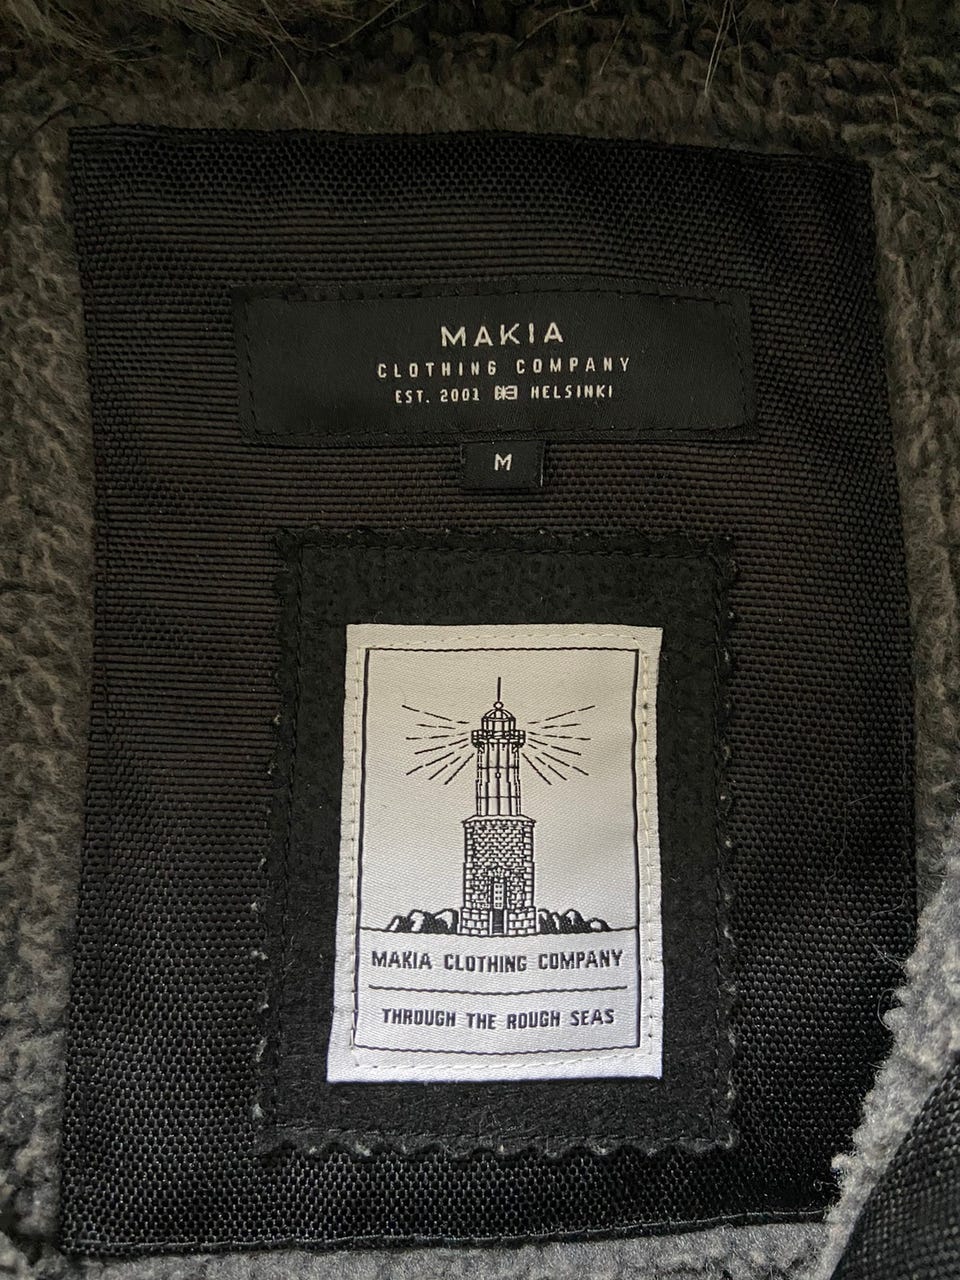 MAKIA
CLOTHING COMPANY
EST. 2001 HELSINKI
M
MAKIA CLOTHING COMPANY
THROUGH THE ROUGH SEAS